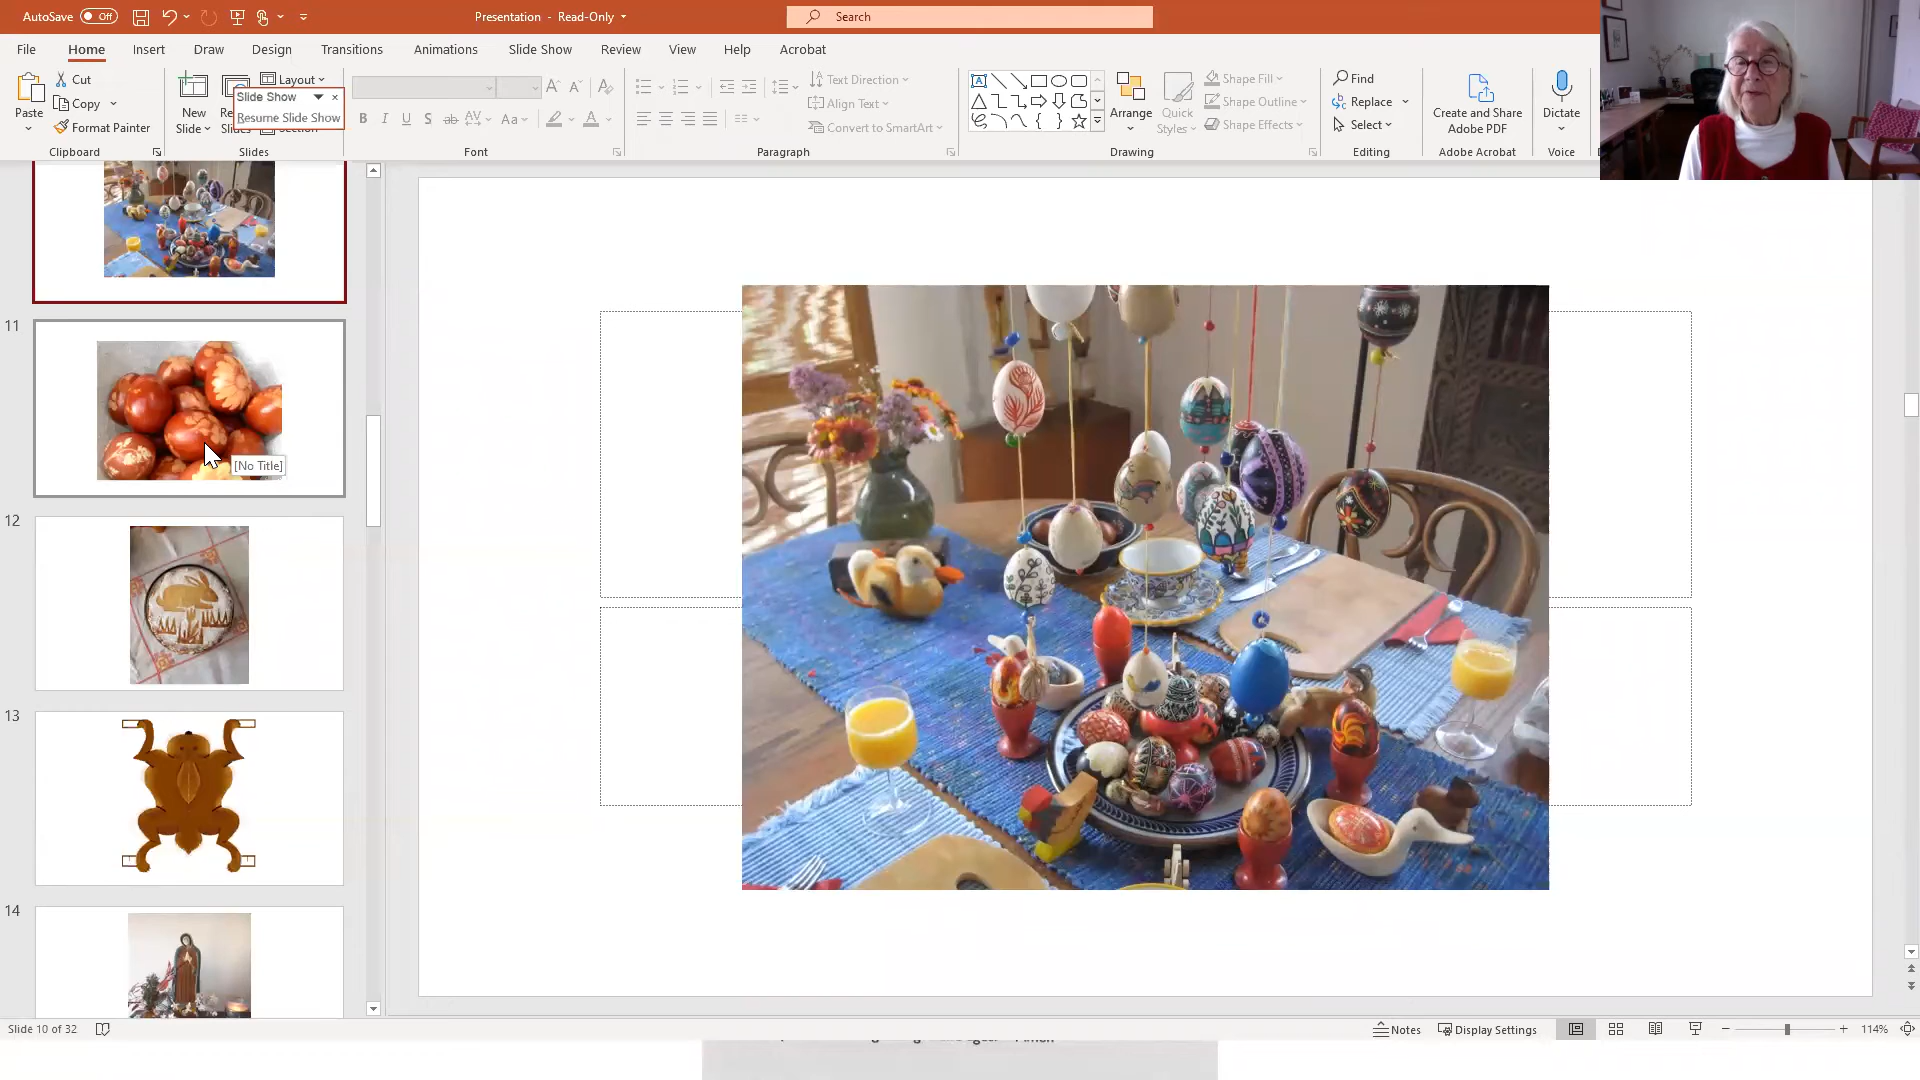 AutoSave Off
Presentation - Read-Only
Search
File Home Insert Draw Design Transitions Animations Slide Show Review View Help Acrobat
Paste
Cut
Copy
Format Painter
Clipboard
New
Slide
Layout
Slide Show
Resume Slide Show
Slides
Font
Text Direction
Align Text
Convert to SmartArt
Paragraph
Arrange
Quick
Styles
Shape Fill
Shape Outline
Shape Effects
Drawing
Find
Replace
Select
Editing
Create and Share
Adobe PDF
Adobe Acrobat
Dictate
Voice
11
[No Title]
12
13
14
Slide 10 of 32
Notes
Display Settings
114%